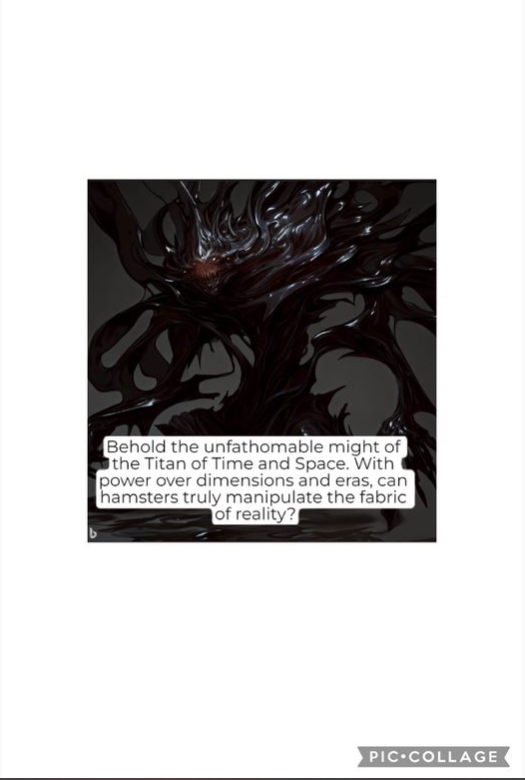 Behold the unfathomable might of
the Titan of Time and Space. With
power over dimensions and eras, can
hamsters truly manipulate the fabric
of reality?
b
PIC•COLLAGE